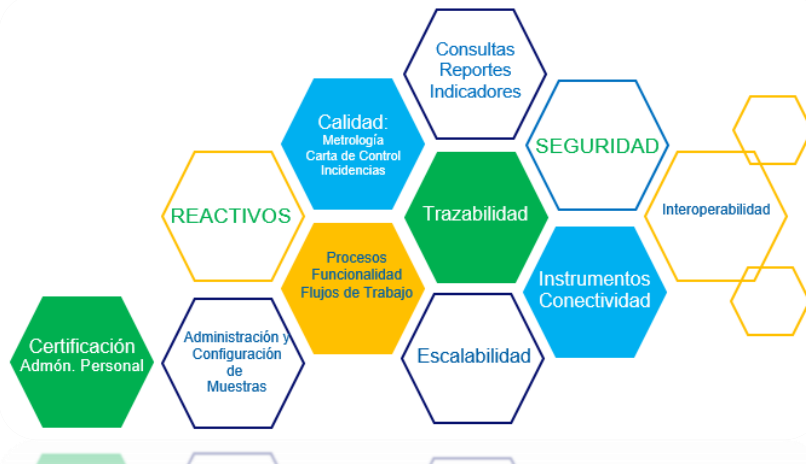 Consultas
Reportes
Indicadores
Calidad:
Metrología
Carta de Control
Incidencias
SEGURIDAD
REACTIVOS
Trazabilidad
Interoperabilidad
Procesos
Funcionalidad
Flujos de Trabajo
Instrumentos
Conectividad
Certificación
Admón. Personal
Administración y
Configuración
de
Muestras
Escalabilidad